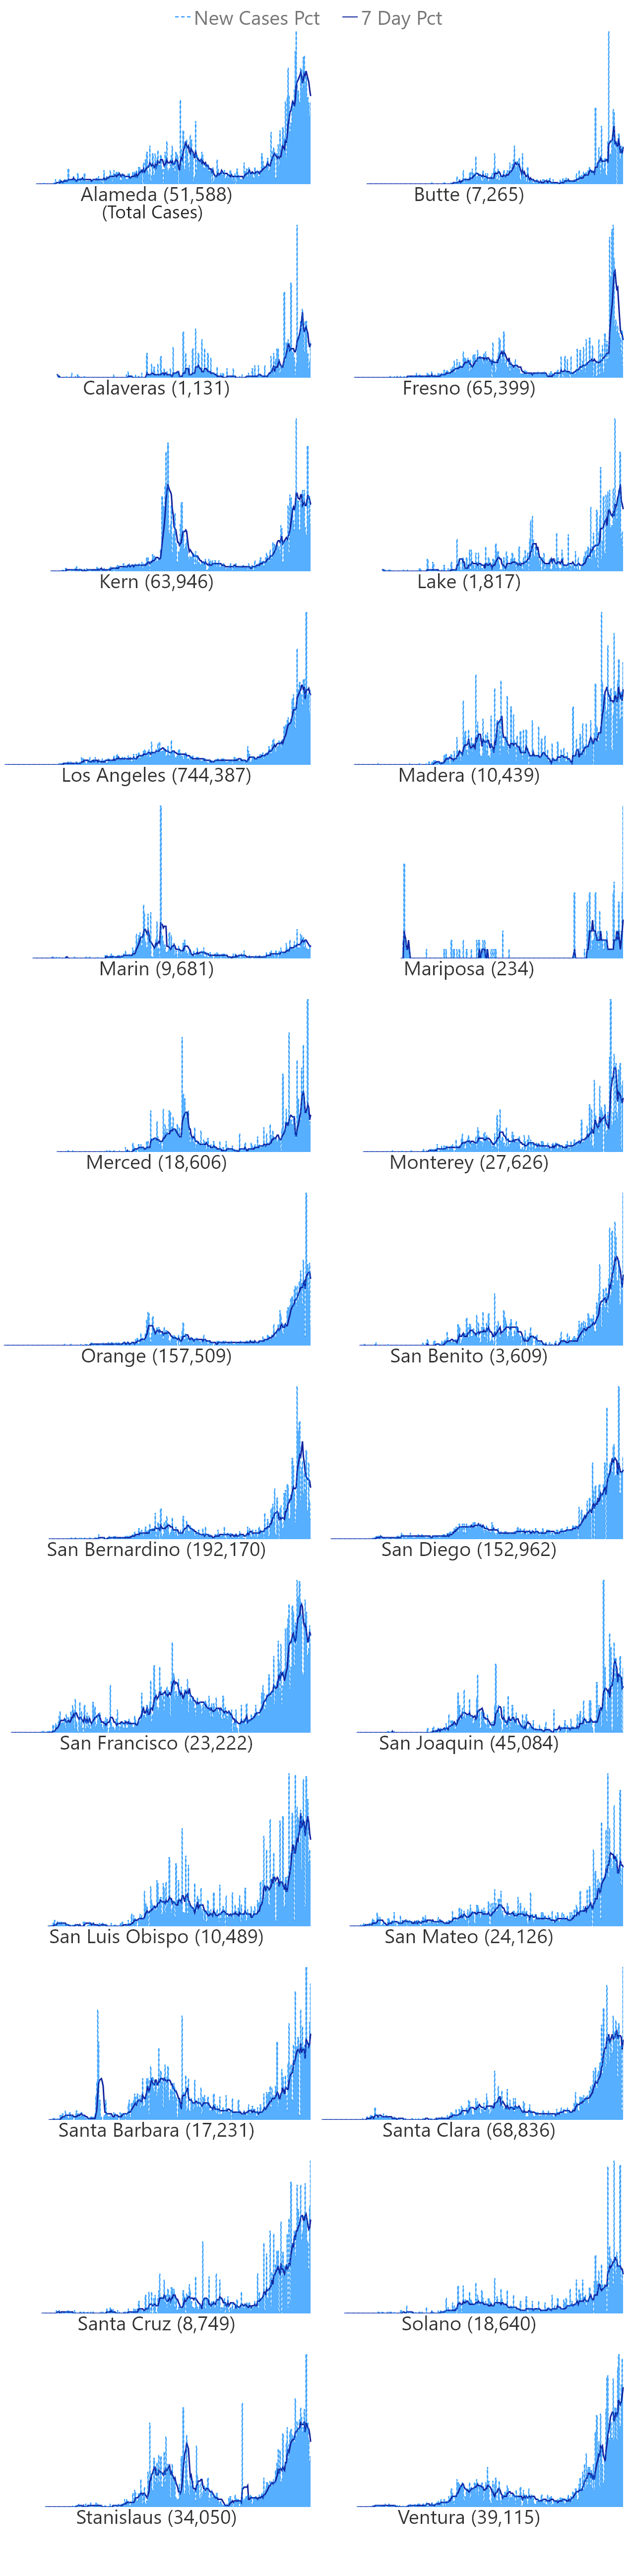 New Cases Pct 7 Day Pct
Alameda (51,588) Butte (7,265)
(Total Cases)
Calaveras (1,131) Fresno (65,399)
Kern (63,946) Lake (1,817)
Los Angeles (744,387) Madera (10,439)
Marin (9,681) Mariposa (234)
Merced (18,606) Monterey (27,626)
Orange (157,509) San Benito (3,609)
San Bernardino (192,170) San Diego (152,962)
San Francisco (23,222) San Joaquin (45,084)
San Luis Obispo (10,489) San Mateo (24,126)
Santa Barbara (17,231) Santa Clara (68,836)
Santa Cruz (8,749) Solano (18,640)
Stanislaus (34,050) Ventura (39,115)